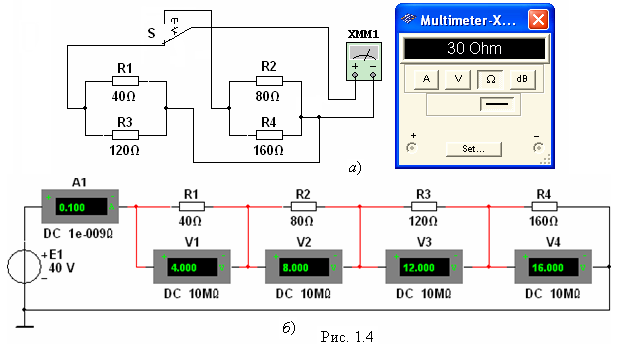 S
XMM1
R1
40Ω
R3
120Ω
R2
80Ω
R4
160Ω
+ −
а)
Multimeter-X...
30 Ohm
A V Ω dB
+ −
Set...
A1
0.100
DC 1e-009Ω
+E1
40 V
−
R1
40Ω
R2
80Ω
R3
120Ω
R4
160Ω
V1
4.000
DC 10MΩ
V2
8.000
DC 10MΩ
V3
12.000
DC 10MΩ
V4
16.000
DC 10MΩ
б)
Рис. 1.4